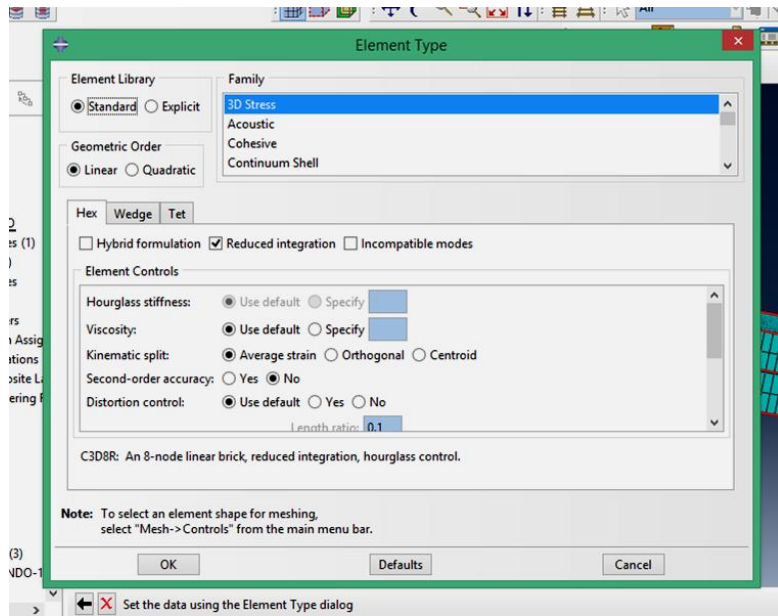 All
Element Type
Element Library
Standard Explicit
Geometric Order
Linear Quadratic
Family
3D Stress
Acoustic
Cohesive
Continuum Shell
Hex Wedge Tet
Hybrid formulation Reduced integration Incompatible modes
Element Controls
Hourglass stiffness: Use default Specify
Viscosity: Use default Specify
Kinematic split: Average strain Orthogonal Centroid
Second-order accuracy: Yes No
Distortion control: Use default Yes No
Length ratio: 0.1
C3D8R: An 8-node linear brick, reduced integration, hourglass control.
Note: To select an element shape for meshing,
select "Mesh->Controls" from the main menu bar.
OK Defaults Cancel
(1)
(3)
NDO-1
Set the data using the Element Type dialog